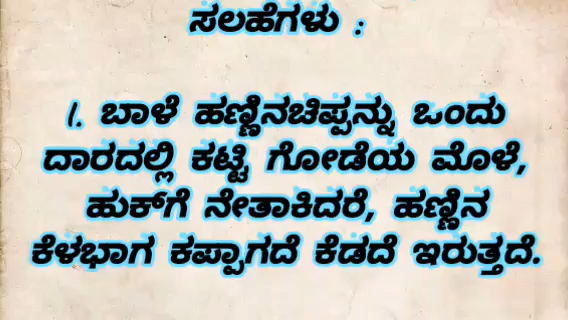 ಸಲಹೆಗಳು :
1. ಬಾಳೆ ಹಣ್ಣಿನಚಿಪ್ಪನ್ನು ಒಂದು
ದಾರದಲ್ಲಿ ಕಟ್ಟಿ ಗೋಡೆಯ ಮೊಳೆ,
ಹುಕ್‌ಗೆ ನೇತಾಕಿದರೆ, ಹಣ್ಣಿನ
ಕೆಳಭಾಗ ಕಪ್ಪಾಗದೆ ಕೆಡದೆ ಇರುತ್ತದೆ.